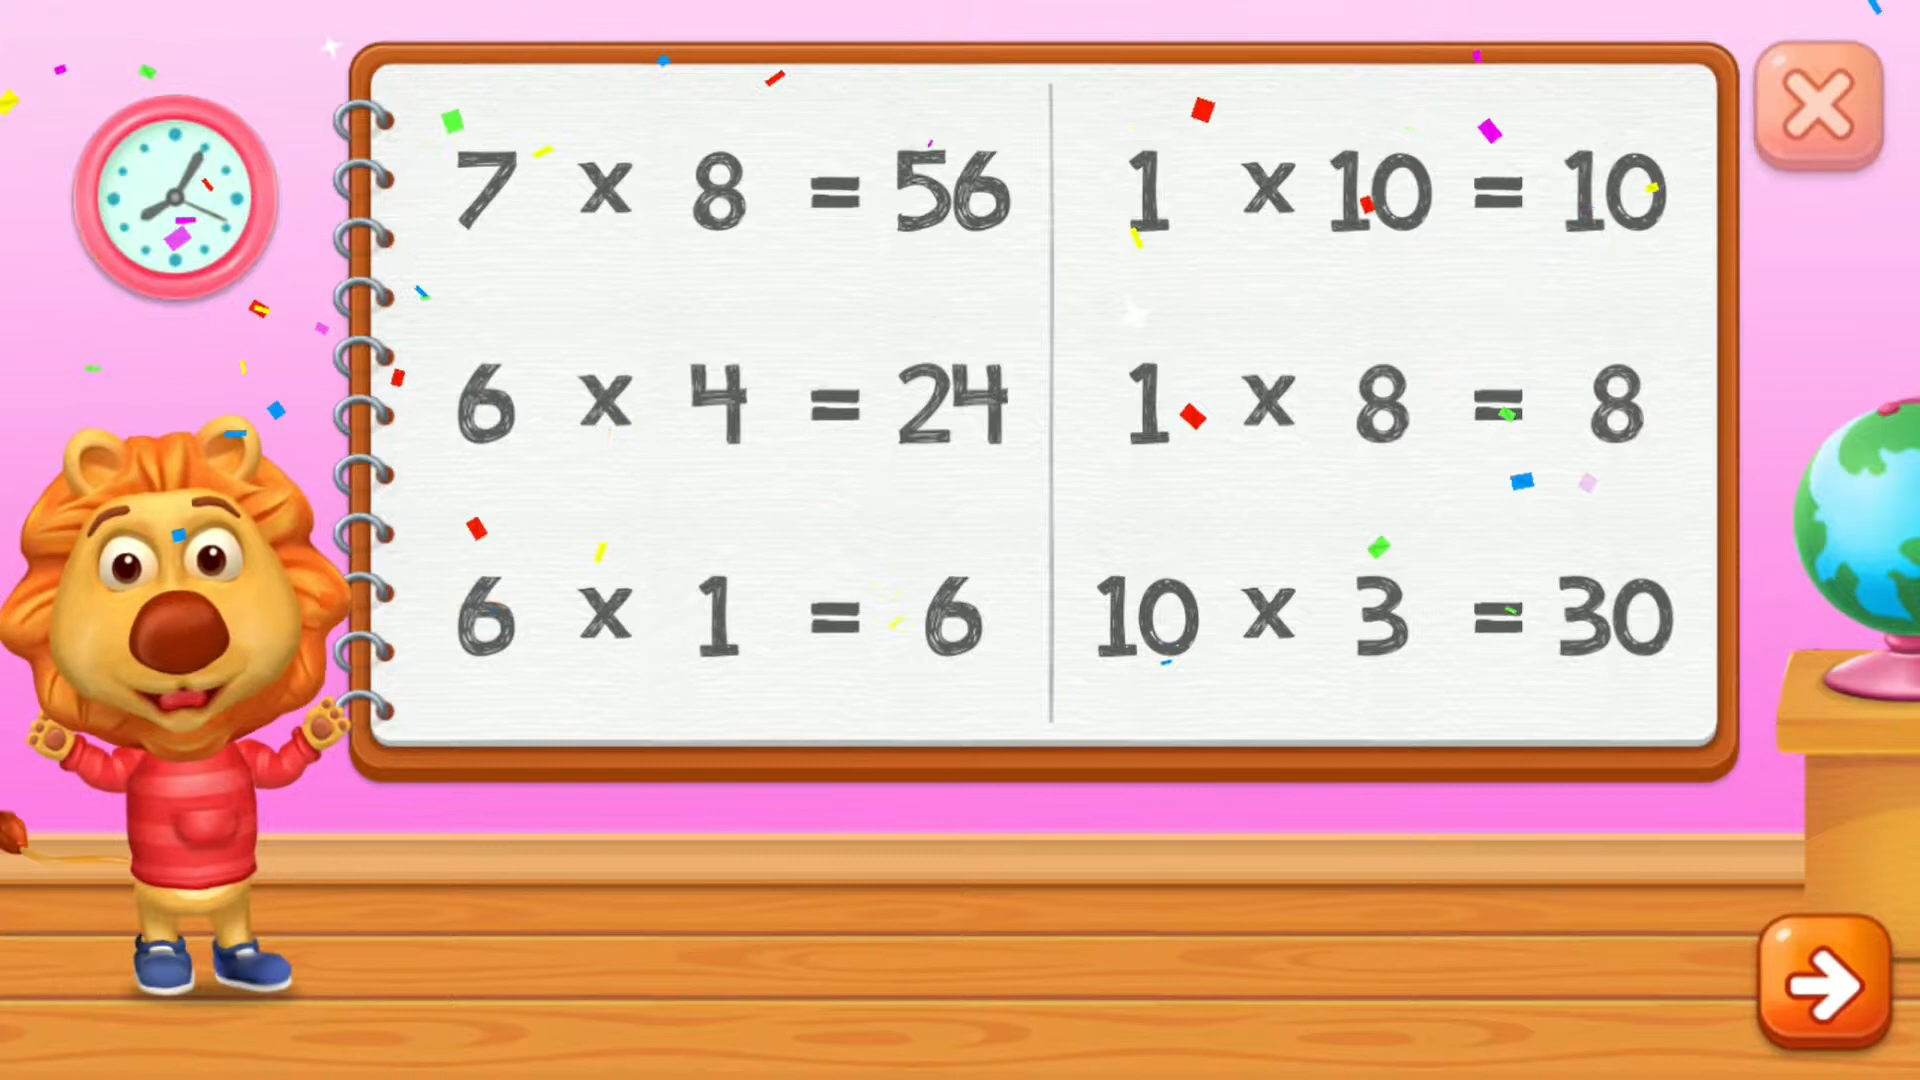 7 x 8 = 56
6 x 4 = 24
6 x 1 = 6
1 x 10 = 10
1 x 8 = 8
10 x 3 = 30